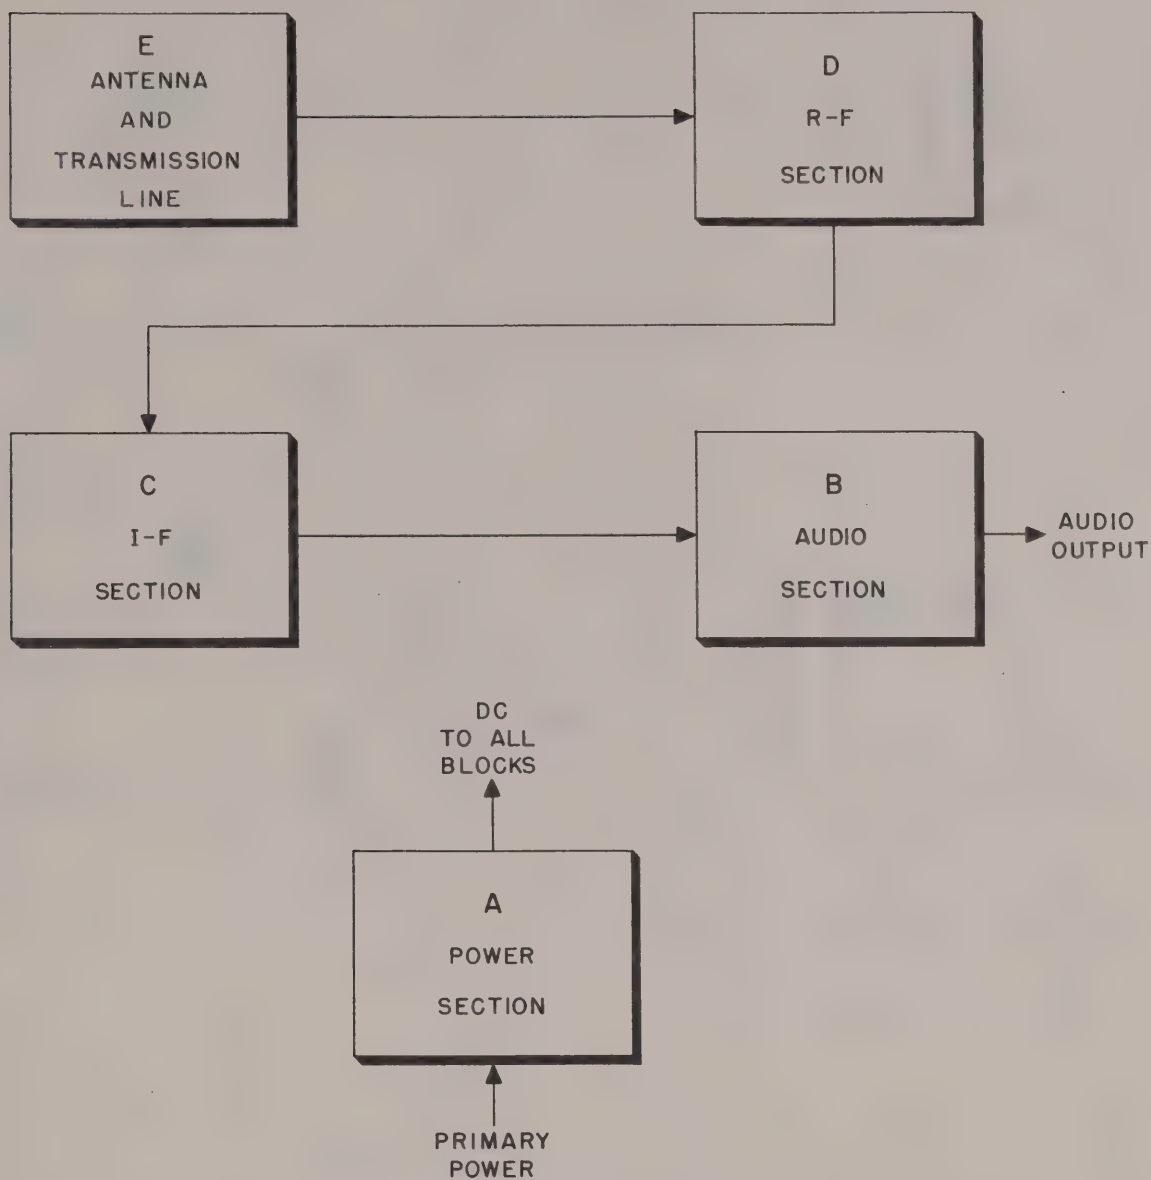 E
ANTENNA
AND
TRANSMISSION
LINE
D
R-F
SECTION
C
I-F
SECTION
B
AUDIO
SECTION
AUDIO
OUTPUT
DC
TO ALL
BLOCKS
A
POWER
SECTION
PRIMARY
POWER